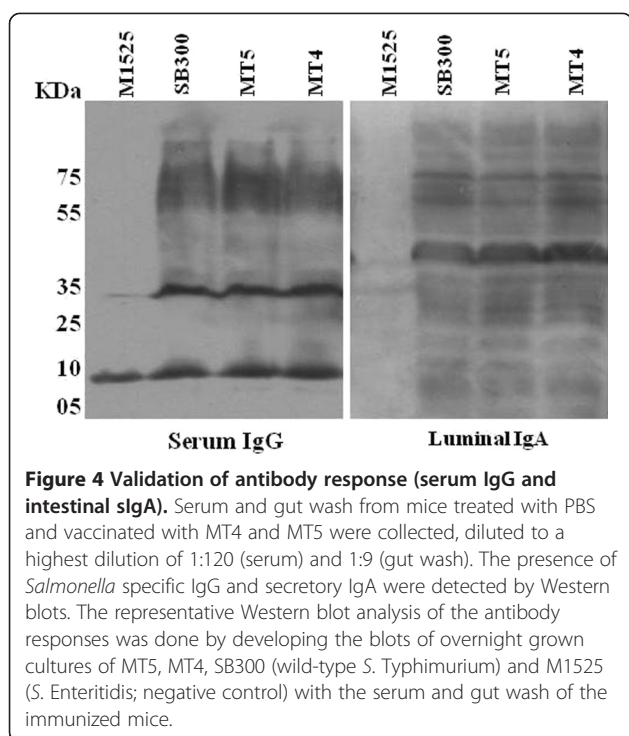 M1525 SB300 MT5 MT4 M1525 SB300 MT5 MT4
KDa
75
55
35
25
10
05
Serum IgG Luminal IgA
Figure 4 Validation of antibody response (serum IgG and
intestinal sIgA). Serum and gut wash from mice treated with PBS
and vaccinated with MT4 and MT5 were collected, diluted to a
highest dilution of 1:120 (serum) and 1:9 (gut wash). The presence of
Salmonella specific IgG and secretory IgA were detected by Western
blots. The representative Western blot analysis of the antibody
responses was done by developing the blots of overnight grown
cultures of MT5, MT4, SB300 (wild-type S. Typhimurium) and M1525
(S. Enteritidis; negative control) with the serum and gut wash of the
immunized mice.